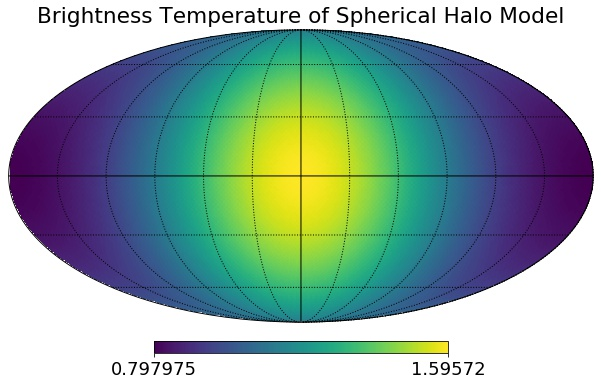 Brightness Temperature of Spherical Halo Model
0.797975 1.59572